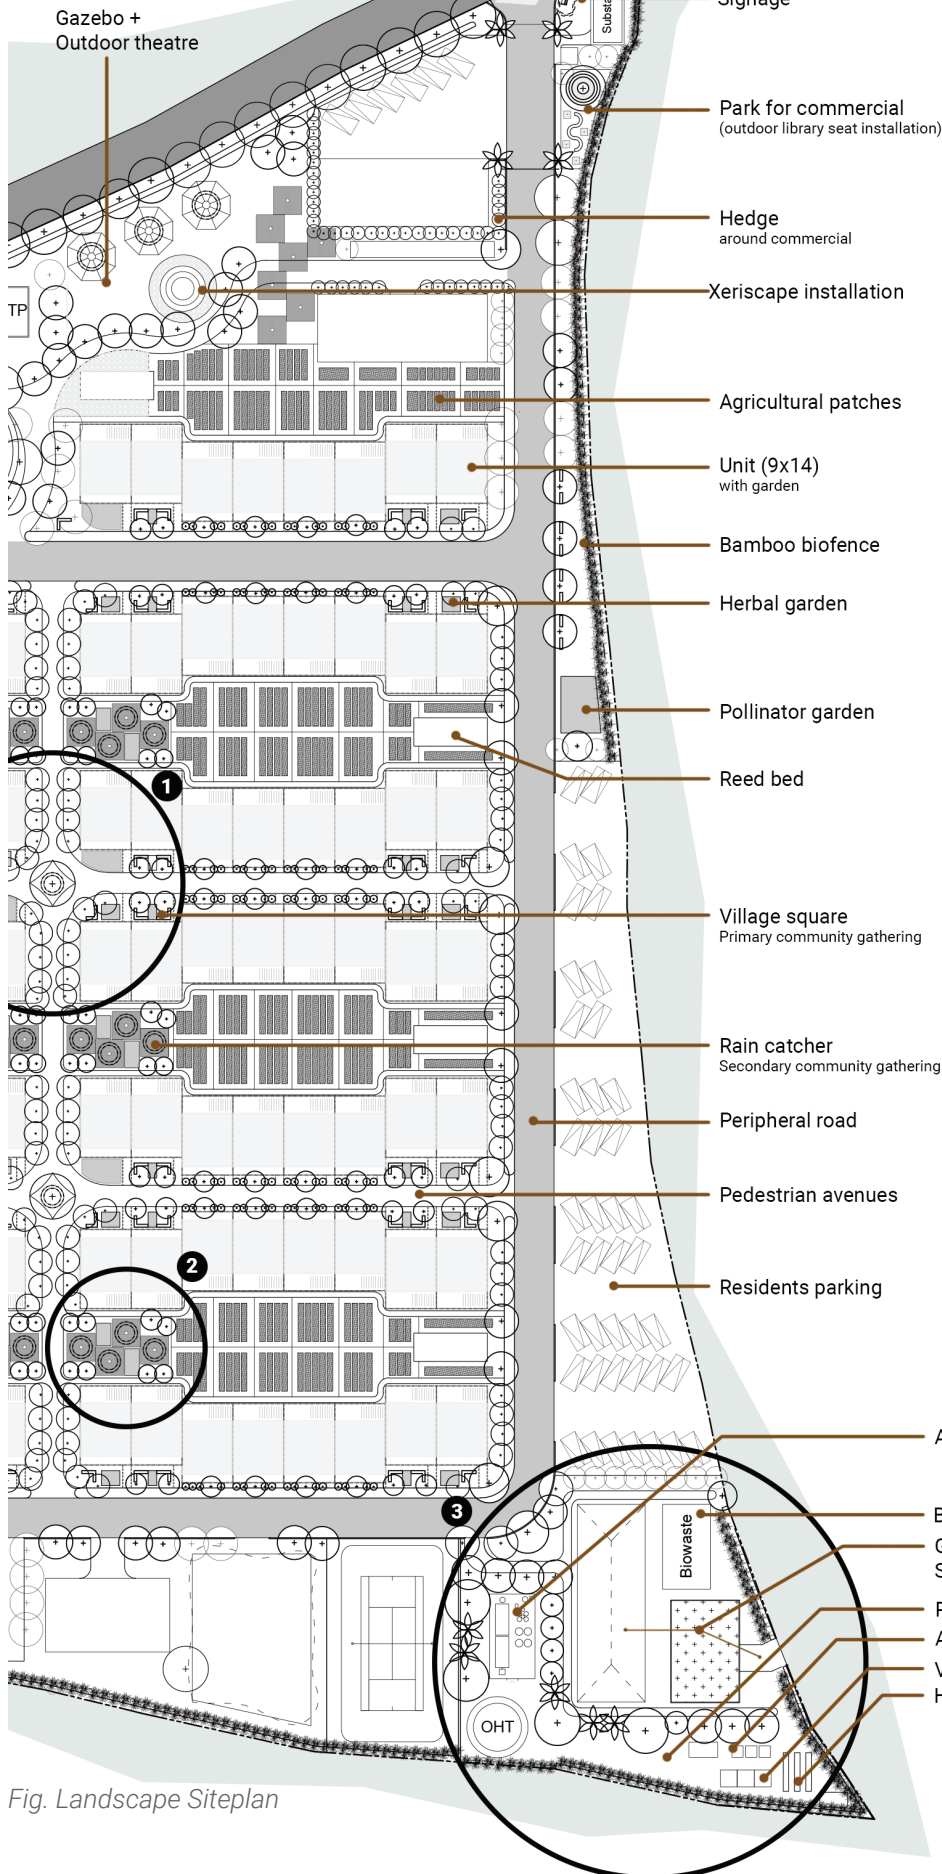 Signage
Gazebo +
Outdoor theatre
Park for commercial
(outdoor library seat installation)
Hedge
around commercial
Xeriscape installation
TP
Agricultural patches
Unit (9x14)
with garden
Bamboo biofence
Herbal garden
Pollinator garden
Reed bed
1
Village square
Primary community gathering
Rain catcher
Secondary community gathering
Peripheral road
Pedestrian avenues
2
Residents parking
3
Biowaste
OHT
Fig. Landscape Siteplan